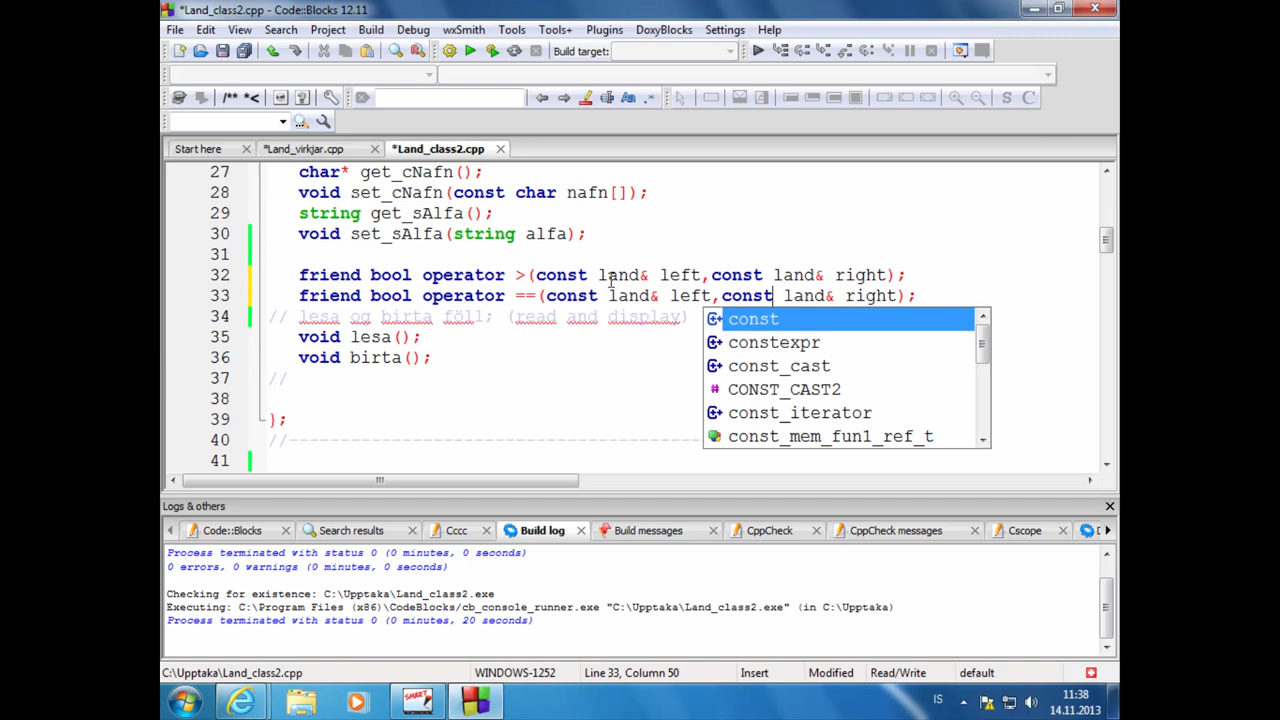 *Land_class2.cpp - Code::Blocks 12.11
File Edit View Search Project Build Debug wxSmith Tools Tools+ Plugins DoxyBlocks Settings Help
Build target:
/** *<
Aa .*
S C
Start here *Land_virkjar.cpp *Land_class2.cpp
27 char* get_cNafn();
28 void set_cNafn(const char nafn[]);
29 string get_sAlfa();
30 void set_sAlfa(string alfa);
31
32 friend bool operator >(const land& left,const land& right);
33 friend bool operator ==(const land& left,const land& right);
34 // lesa og birta föll; (read and display)
35 void lesa();
36 void birta();
37 //
38
39 };
40 //----------------------------------------
41
const
constexpr
const_cast
# CONST_CAST2
const_iterator
const_mem_fun1_ref_t
Logs & others
Code::Blocks Search results Cccc Build log Build messages CppCheck CppCheck messages Cscope D
Process terminated with status 0 (0 minutes, 0 seconds)
0 errors, 0 warnings (0 minutes, 0 seconds)
Checking for existence: C:\Upptaka\Land_class2.exe
Executing: C:\Program Files (x86)\CodeBlocks/cb_console_runner.exe "C:\Upptaka\Land_class2.exe" (in C:\Upptaka)
Process terminated with status 0 (0 minutes, 20 seconds)
C:\Upptaka\Land_class2.cpp WINDOWS-1252 Line 33, Column 50 Insert Modified Read/Write default
SMART
IS
11:38
14.11.2013